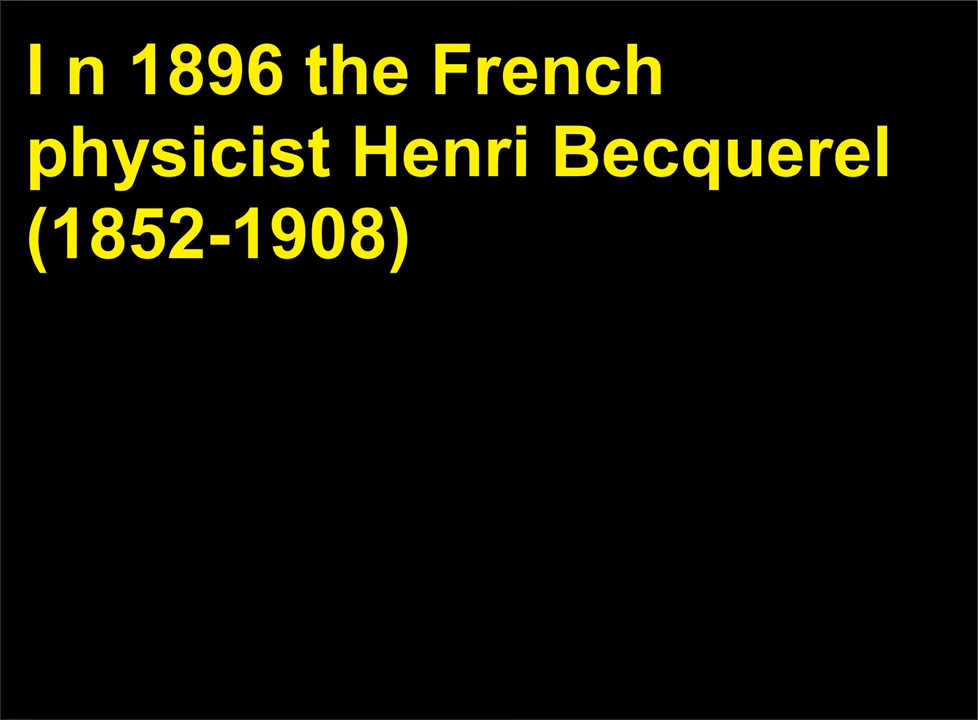 I n 1896 the French
physicist Henri Becquerel
(1852-1908)